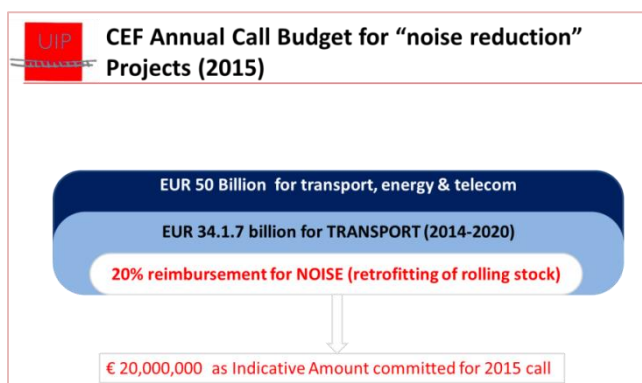 UIP
CEF Annual Call Budget for “noise reduction”
Projects (2015)
EUR 50 Billion for transport, energy & telecom
EUR 34.1.7 billion for TRANSPORT (2014-2020)
20% reimbursement for NOISE (retrofitting of rolling stock)
€ 20,000,000 as Indicative Amount committed for 2015 call